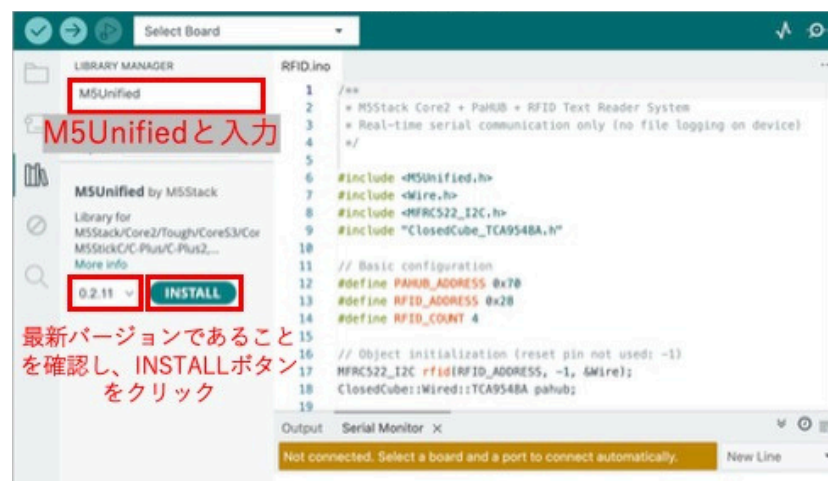 Select Board
LIBRARY MANAGER
M5Unified
M5Unifiedと入力
M5Unified by M5Stack
Library for
M5Stack/Core2/Tough/CoreS3/Cor
M5StickC/C-Plus/C-Plus2,...
More info
0.2.11
INSTALL
最新バージョンであること
を確認し、INSTALLボタン
をクリック
RFID.ino
1 /**
2 * M5Stack Core2 + PaHUB + RFID Text Reader System
3 * Real-time serial communication only (no file logging on device)
4 */
5
6 #include <M5Unified.h>
7 #include <Wire.h>
8 #include <MFRC522_I2C.h>
9 #include "ClosedCube_TCA9548A.h"
10
11 // Basic configuration
12 #define PAHUB_ADDRESS 0x70
13 #define RFID_ADDRESS 0x28
14 #define RFID_COUNT 4
15
16 // Object initialization (reset pin not used: -1)
17 MFRC522_I2C rfid(RFID_ADDRESS, -1, &Wire);
18 ClosedCube::Wired::TCA9548A pahub;
19
Output Serial Monitor ×
Not connected. Select a board and a port to connect automatically.
New Line